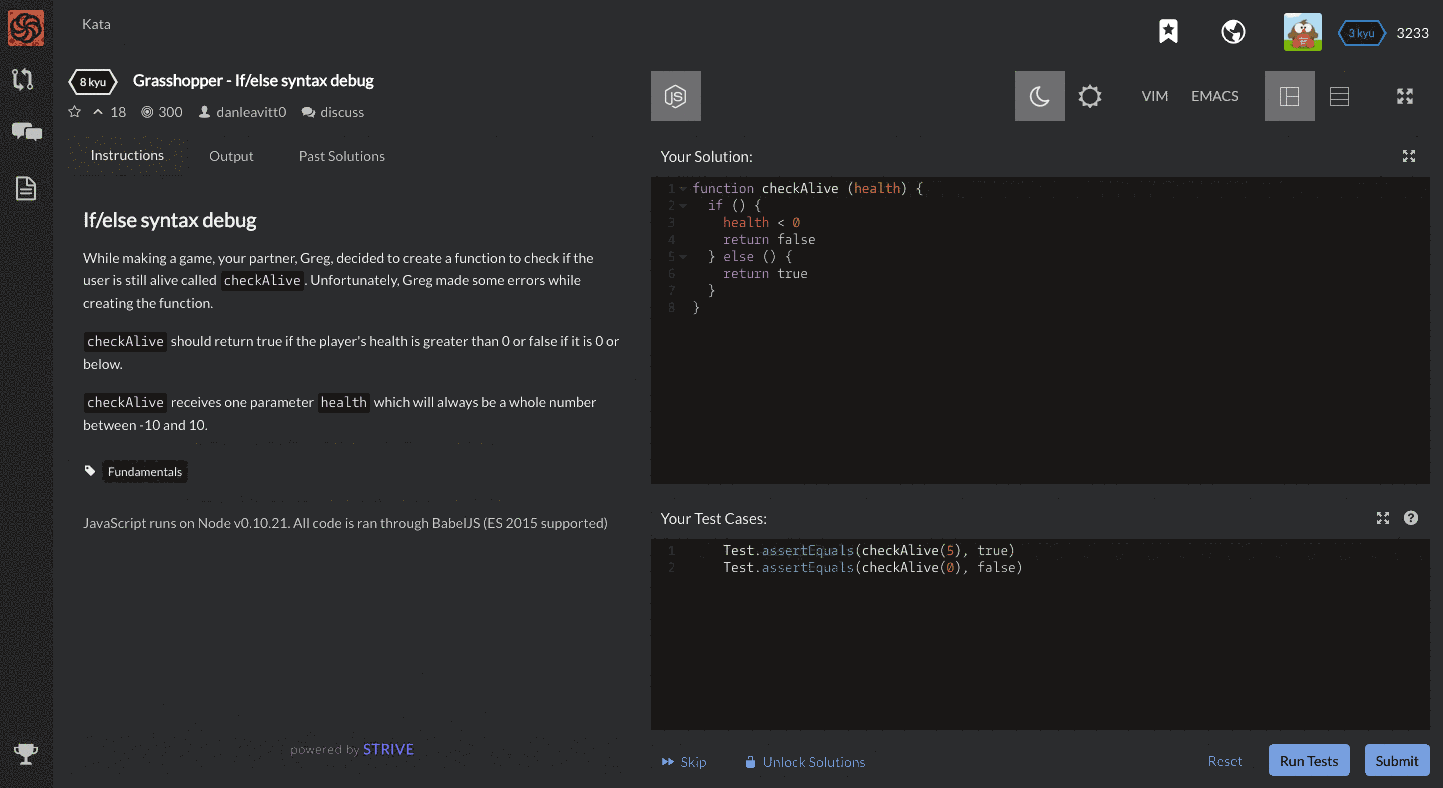 Kata
3 kyu 3233
8 kyu Grasshopper - If/else syntax debug
18 300 danleavitt0 discuss
JS
VIM EMACS
Instructions Output Past Solutions
If/else syntax debug
While making a game, your partner, Greg, decided to create a function to check if the
user is still alive called checkAlive. Unfortunately, Greg made some errors while
creating the function.
checkAlive should return true if the player's health is greater than 0 or false if it is 0 or
below.
checkAlive receives one parameter health which will always be a whole number
between -10 and 10.
Fundamentals
JavaScript runs on Node v0.10.21. All code is ran through BabelJS (ES 2015 supported)
powered by STRIVE
Your Solution:
1 function checkAlive (health) {
2   if () {
3     health < 0
4     return false
5   } else () {
6     return true
7   }
8 }
Your Test Cases:
1     Test.assertEquals(checkAlive(5), true)
2     Test.assertEquals(checkAlive(0), false)
Skip Unlock Solutions Reset Run Tests Submit